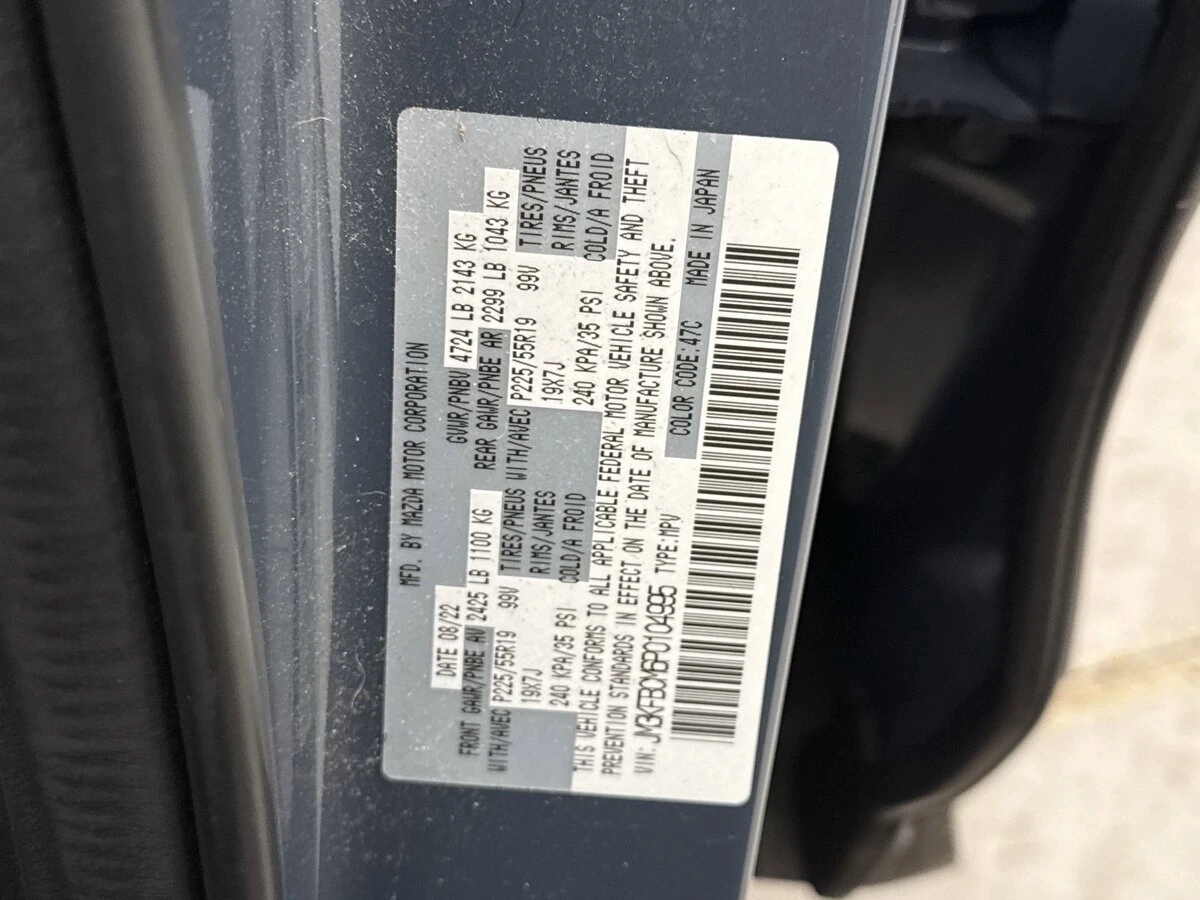 MFD. BY MAZDA MOTOR CORPORATION
DATE 08/22 GVWR/PNBV 4724 LB 2143 KG
FRONT GAWR/PNBE AV 2425 LB 1100 KG REAR GAWR/PNBE AR 2299 LB 1043 KG
WITH/AVEC P225/55R19 99V TIRES/PNEUS WITH/AVEC P225/55R19 99V TIRES/PNEUS
19X7J RIMS/JANTES 19X7J RIMS/JANTES
240 KPA/35 PSI COLD/A FROID 240 KPA/35 PSI COLD/A FROID
THIS VEHICLE CONFORMS TO ALL APPLICABLE FEDERAL MOTOR VEHICLE SAFETY AND THEFT
PREVENTION STANDARDS IN EFFECT ON THE DATE OF MANUFACTURE SHOWN ABOVE.
VIN: JM3KFBCM6P0104995 TYPE:MPV COLOR CODE:47C MADE IN JAPAN